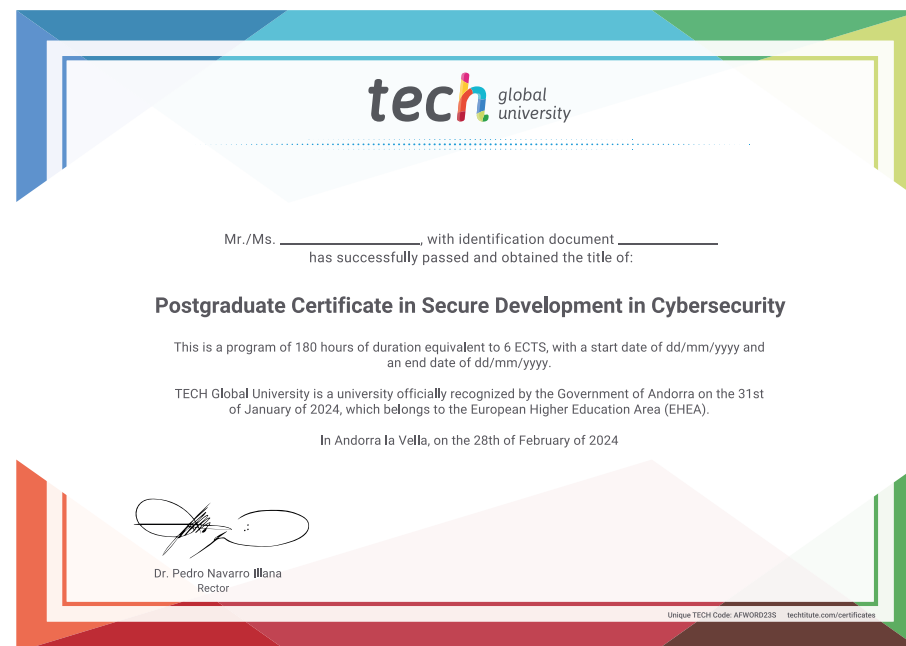 tech global
university
Mr./Ms. ____________, with identification document ____________
has successfully passed and obtained the title of:
Postgraduate Certificate in Secure Development in Cybersecurity
This is a program of 180 hours of duration equivalent to 6 ECTS, with a start date of dd/mm/yyyy and
an end date of dd/mm/yyyy.
TECH Global University is a university officially recognized by the Government of Andorra on the 31st
of January of 2024, which belongs to the European Higher Education Area (EHEA).
In Andorra la Vella, on the 28th of February of 2024
Dr. Pedro Navarro Illana
Rector
Unique TECH Code: AFWORD23S techtitute.com/certificates